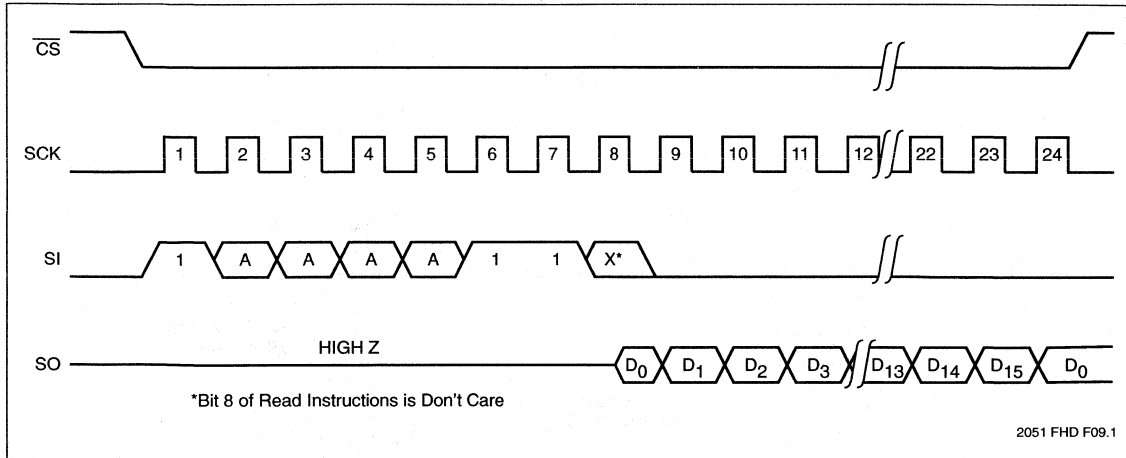 CS
SCK 1 2 3 4 5 6 7 8 9 10 11 12 22 23 24
SI 1 A A A A 1 1 X*
HIGH Z
SO D0 D1 D2 D3 D13 D14 D15 D0
*Bit 8 of Read Instructions is Don't Care
2051 FHD F09.1